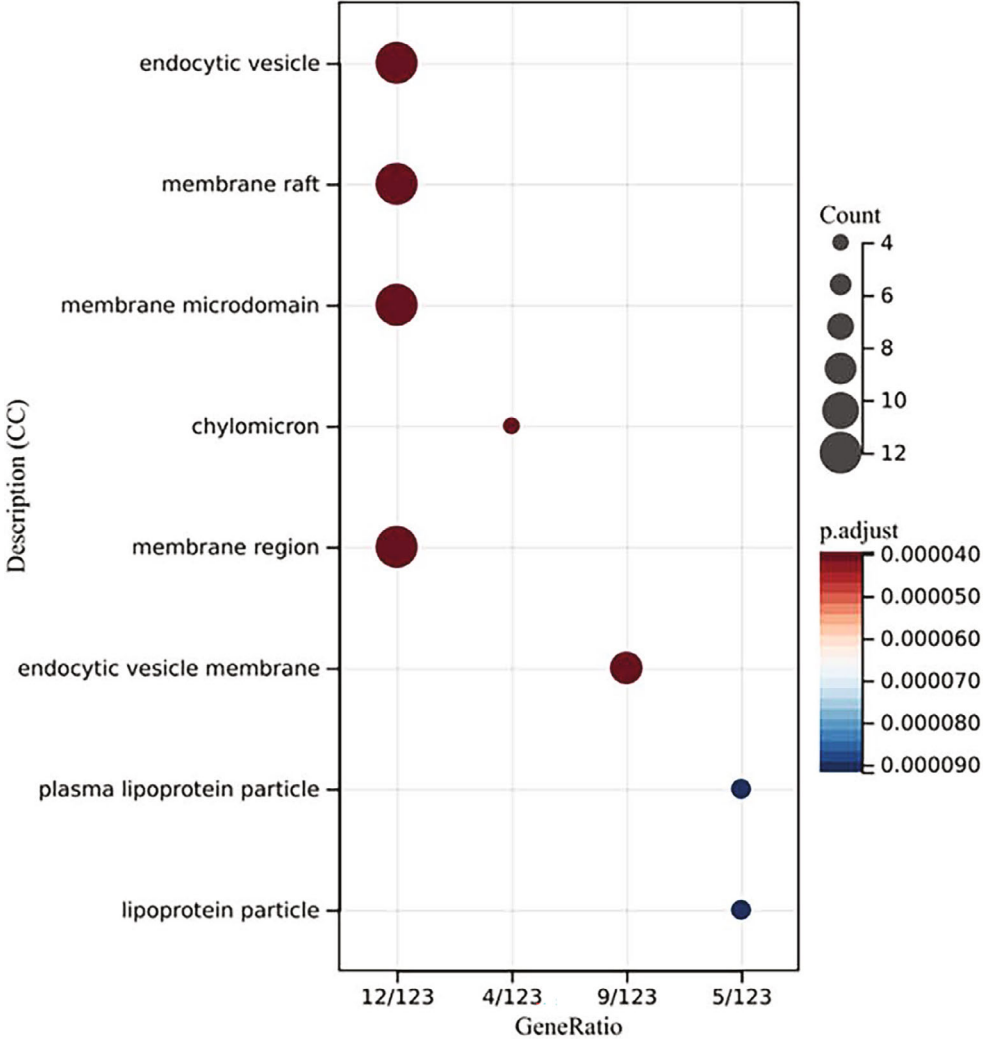 endocytic vesicle
membrane raft
membrane microdomain
chylomicron
membrane region
endocytic vesicle membrane
plasma lipoprotein particle
lipoprotein particle
Description (CC)
12/123 4/123 9/123 5/123
GeneRatio
Count
4
6
8
10
12
p.adjust
0.000040
0.000050
0.000060
0.000070
0.000080
0.000090